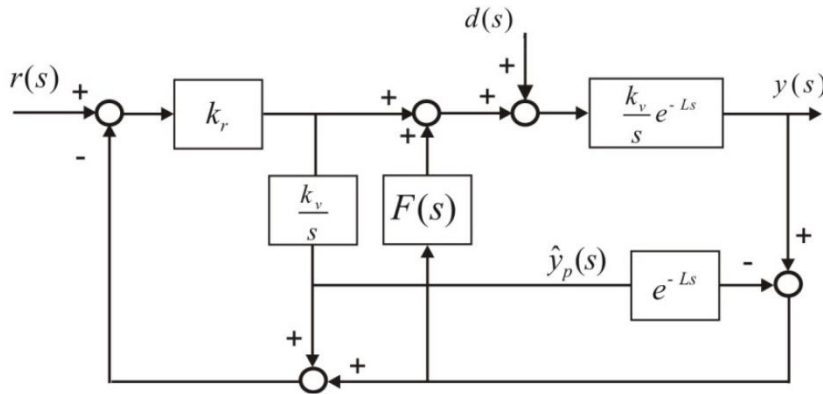 d(s)
r(s) + + + + + y(s)
k_r k_v/s e^{-Ls}
- +
k_v/s F(s) +
ŷ_p(s) - e^{-Ls}
+ +